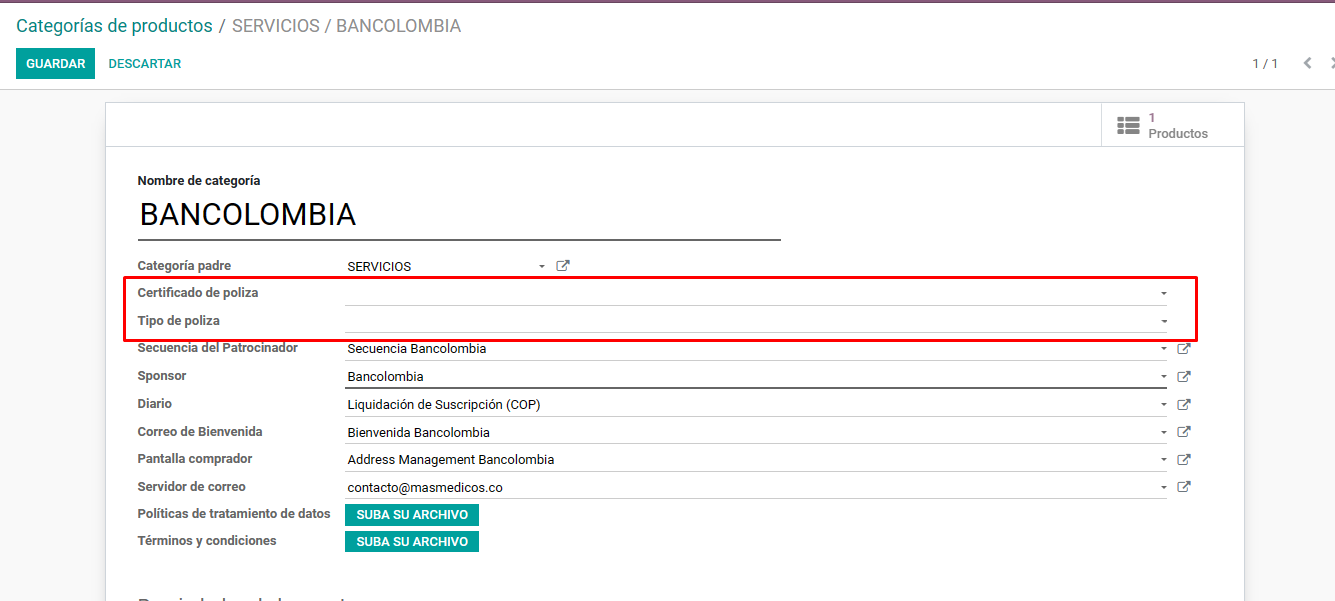 Categorías de productos / SERVICIOS / BANCOLOMBIA
GUARDAR DESCARTAR 1 / 1
1
Productos
Nombre de categoría
BANCOLOMBIA
Categoría padre SERVICIOS
Certificado de poliza
Tipo de poliza
Secuencia del Patrocinador Secuencia Bancolombia
Sponsor Bancolombia
Diario Liquidación de Suscripción (COP)
Correo de Bienvenida Bienvenida Bancolombia
Pantalla comprador Address Management Bancolombia
Servidor de correo contacto@masmedicos.co
Políticas de tratamiento de datos SUBA SU ARCHIVO
Términos y condiciones SUBA SU ARCHIVO